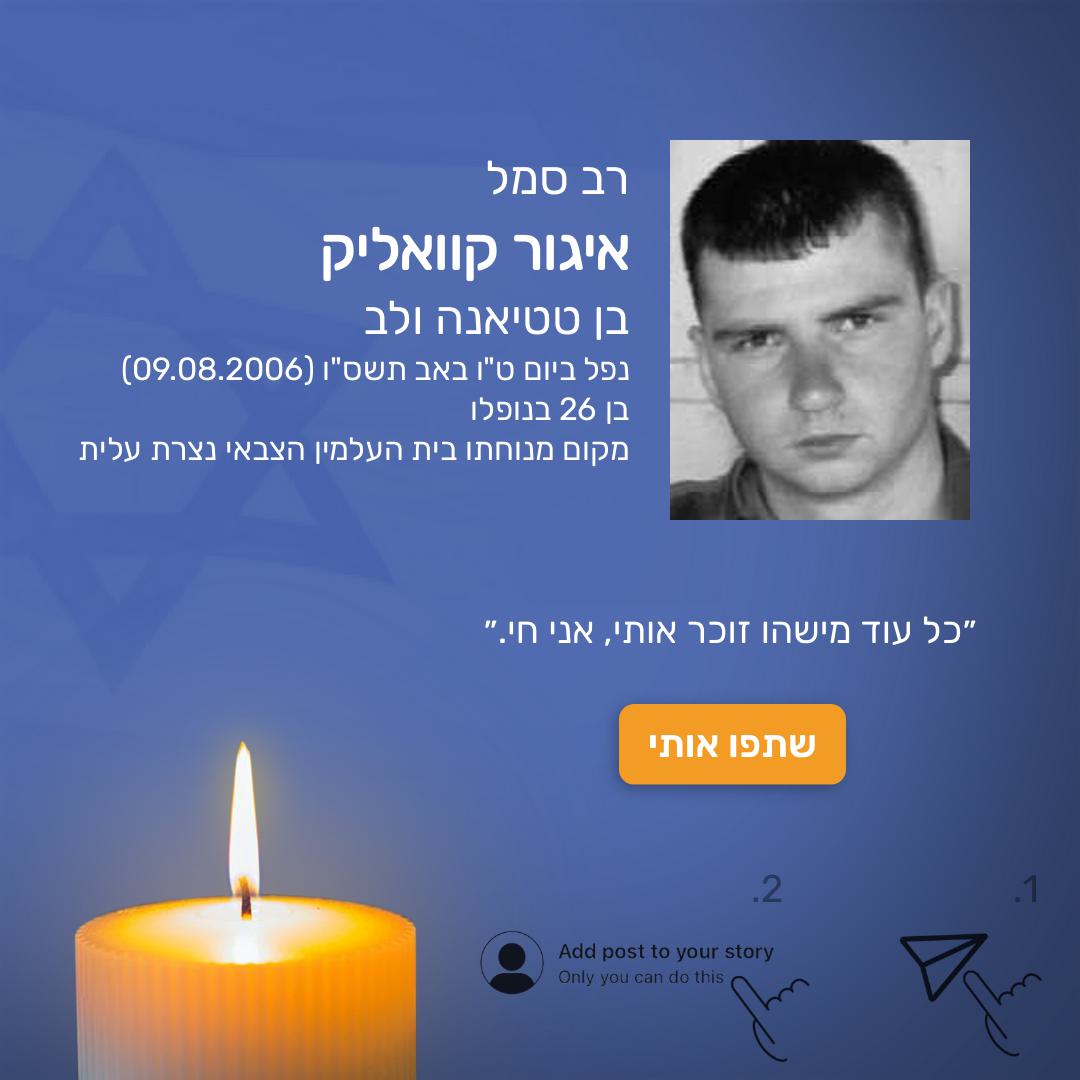 רב סמל
איגור קוואליק
בן טטיאנה ולב
נפל ביום ט"ו באב תשס"ו (09.08.2006)
בן 26 בנופלו
מקום מנוחתו בית העלמין הצבאי נצרת עלית
״כל עוד מישהו זוכר אותי, אני חי.״
שתפו אותי
1.
2.
Add post to your story
Only you can do this